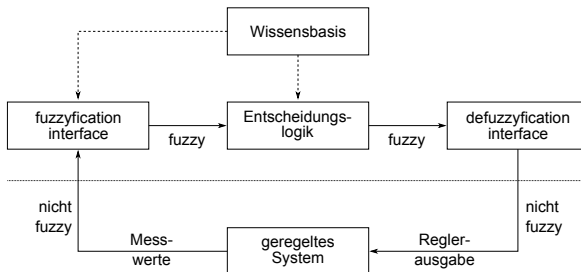 Wissensbasis
fuzzyfication
interface
fuzzy
Entscheidungs-
logik
fuzzy
defuzzyfication
interface
nicht
fuzzy
Mess-
werte
geregeltes
System
Regler-
ausgabe
nicht
fuzzy